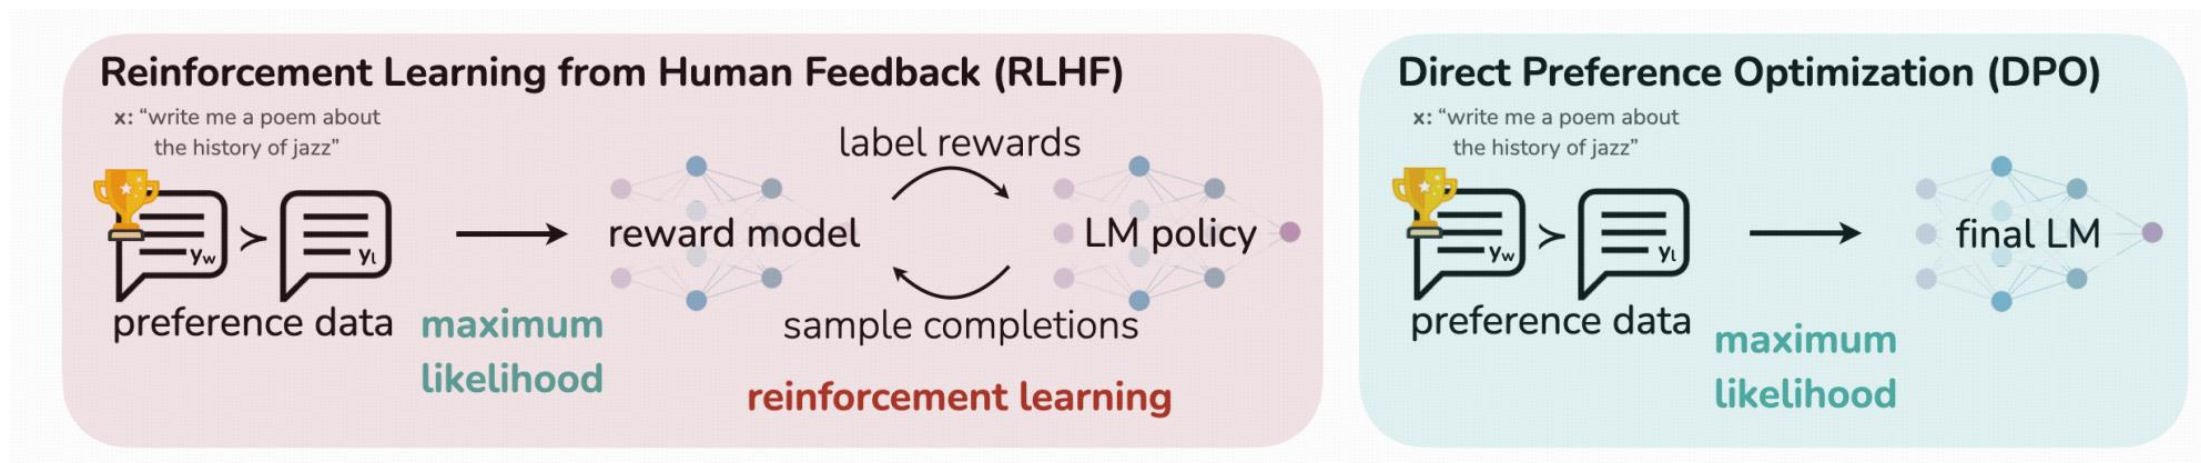 Reinforcement Learning from Human Feedback (RLHF)
x: “write me a poem about
the history of jazz”
label rewards
yw
≻
yl
reward model
LM policy
preference data
maximum
likelihood
sample completions
reinforcement learning
Direct Preference Optimization (DPO)
x: “write me a poem about
the history of jazz”
yw
≻
yl
final LM
preference data
maximum
likelihood